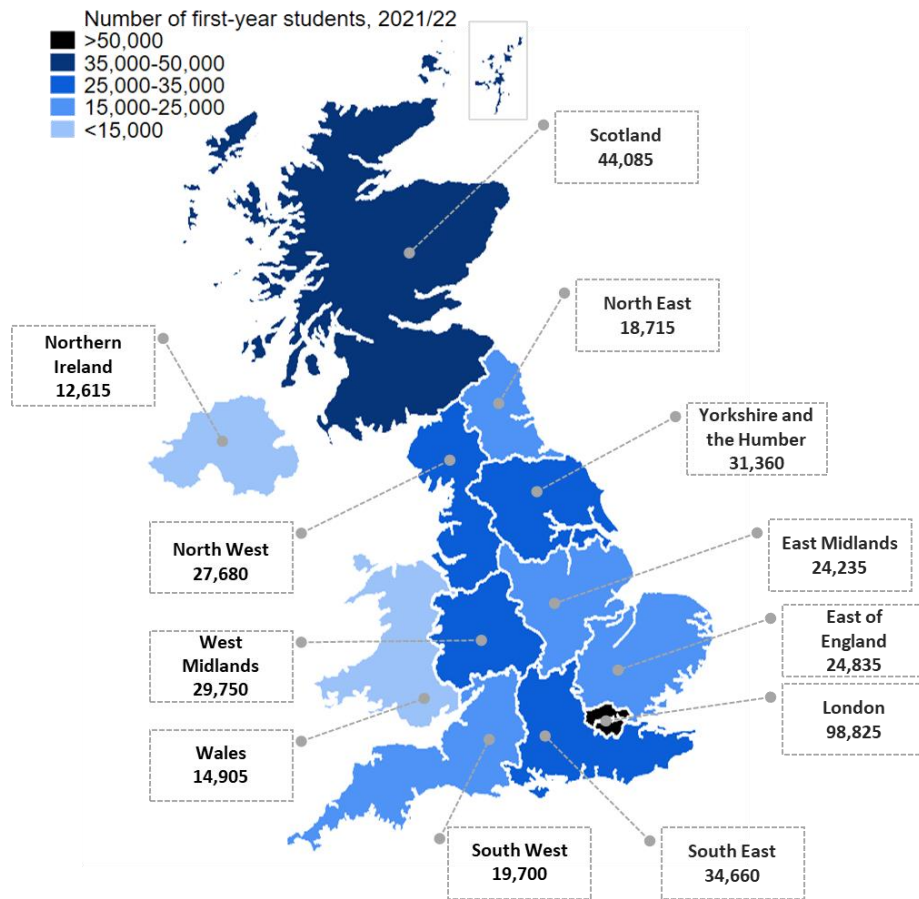 Number of first-year students, 2021/22
>50,000
35,000-50,000
25,000-35,000
15,000-25,000
<15,000
Scotland
44,085
North East
18,715
Northern
Ireland
12,615
Yorkshire and
the Humber
31,360
North West
27,680
East Midlands
24,235
East of
England
24,835
West
Midlands
29,750
London
98,825
Wales
14,905
South West
19,700
South East
34,660